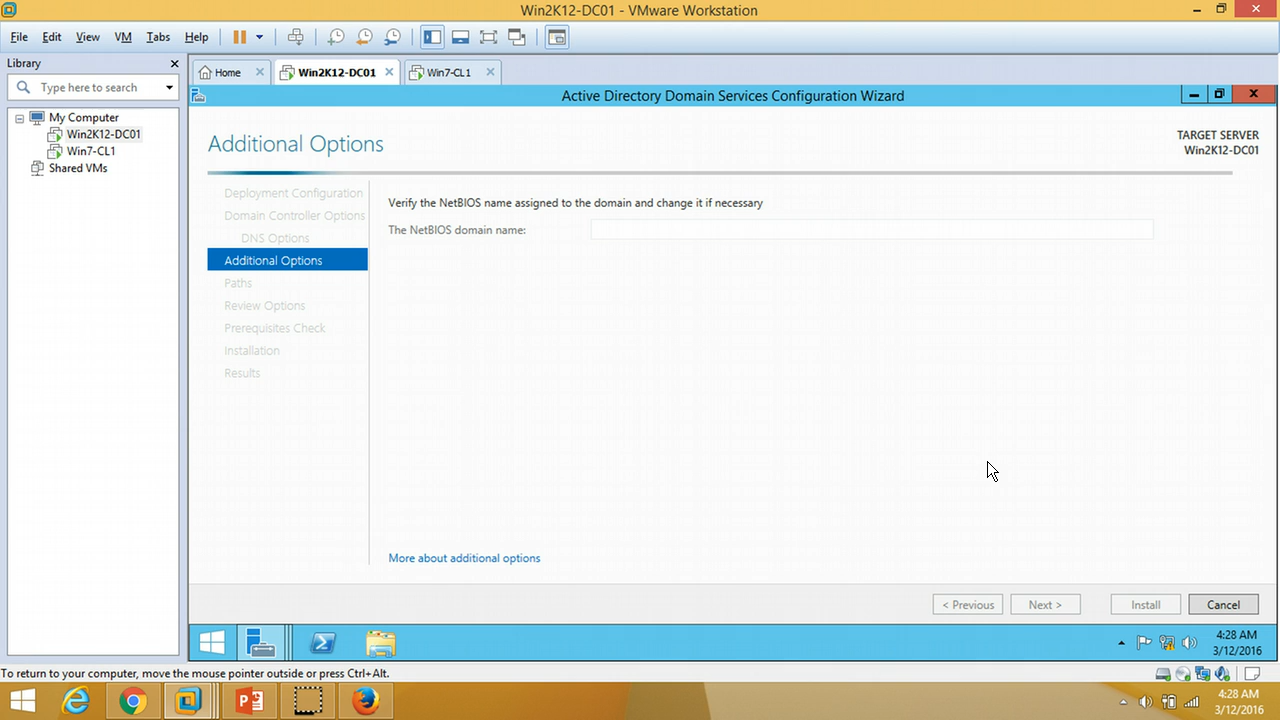 Win2K12-DC01 - VMware Workstation
File Edit View VM Tabs Help
Library
Type here to search
My Computer
Win2K12-DC01
Win7-CL1
Shared VMs
Home Win2K12-DC01 Win7-CL1
Active Directory Domain Services Configuration Wizard
Additional Options
TARGET SERVER
Win2K12-DC01
Deployment Configuration
Domain Controller Options
DNS Options
Additional Options
Paths
Review Options
Prerequisites Check
Installation
Results
Verify the NetBIOS name assigned to the domain and change it if necessary
The NetBIOS domain name:
More about additional options
< Previous Next > Install Cancel
4:28 AM
3/12/2016
To return to your computer, move the mouse pointer outside or press Ctrl+Alt.
4:28 AM
3/12/2016